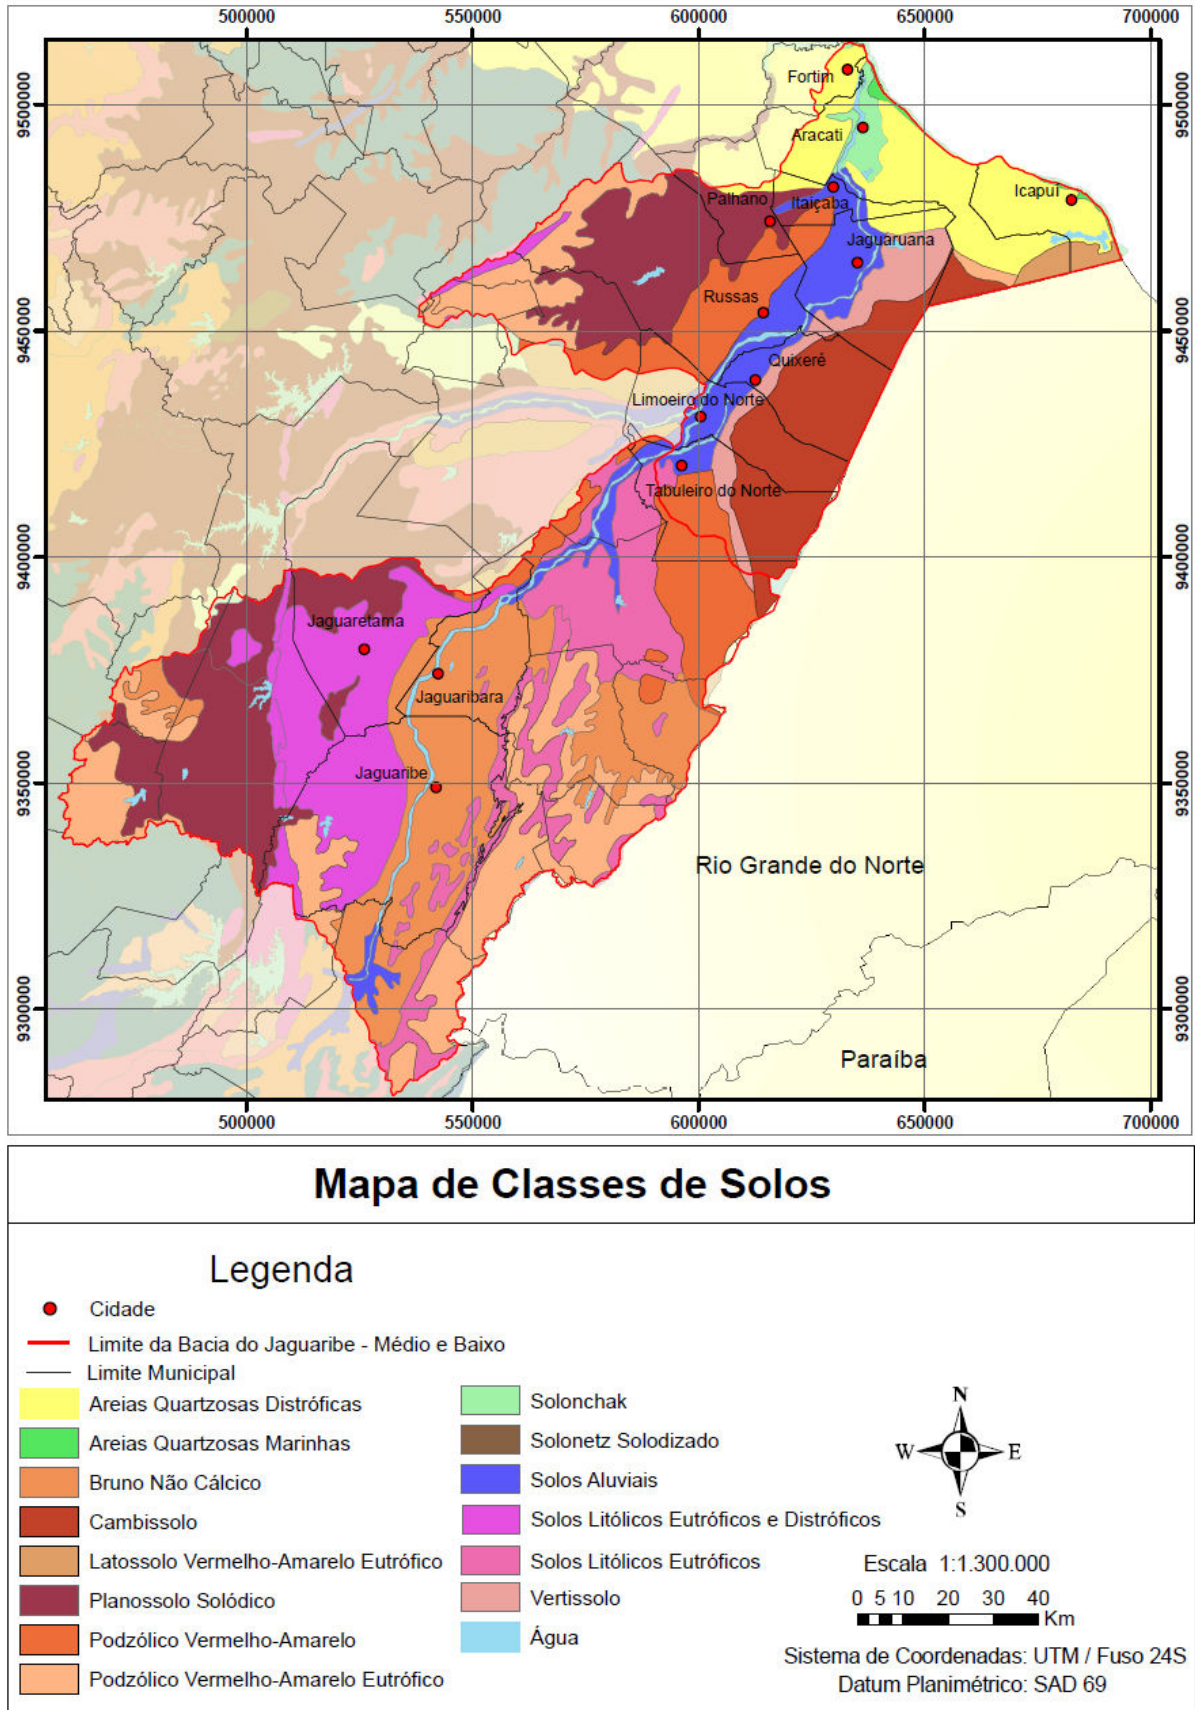 500000 550000 600000 650000 700000
9500000 9500000
9450000 9450000
9400000 9400000
9350000 9350000
9300000 9300000
Fortim
Aracati
Icapuí
Palhano
Itaiçaba
Jaguaruana
Russas
Quixeré
Limoeiro do Norte
Tabuleiro do Norte
Jaguaretama
Jaguaribara
Jaguaribe
Rio Grande do Norte
Paraíba
500000 550000 600000 650000 700000
Mapa de Classes de Solos
Legenda
Cidade
Limite da Bacia do Jaguaribe - Médio e Baixo
Limite Municipal
Areias Quartzosas Distróficas
Areias Quartzosas Marinhas
Bruno Não Cálcico
Cambissolo
Latossolo Vermelho-Amarelo Eutrófico
Planossolo Solódico
Podzólico Vermelho-Amarelo
Podzólico Vermelho-Amarelo Eutrófico
Solonchak
Solonetz Solodizado
Solos Aluviais
Solos Litólicos Eutróficos e Distróficos
Solos Litólicos Eutróficos
Vertissolo
Água
N
W E
S
Escala 1:1.300.000
0 5 10 20 30 40
Km
Sistema de Coordenadas: UTM / Fuso 24S
Datum Planimétrico: SAD 69